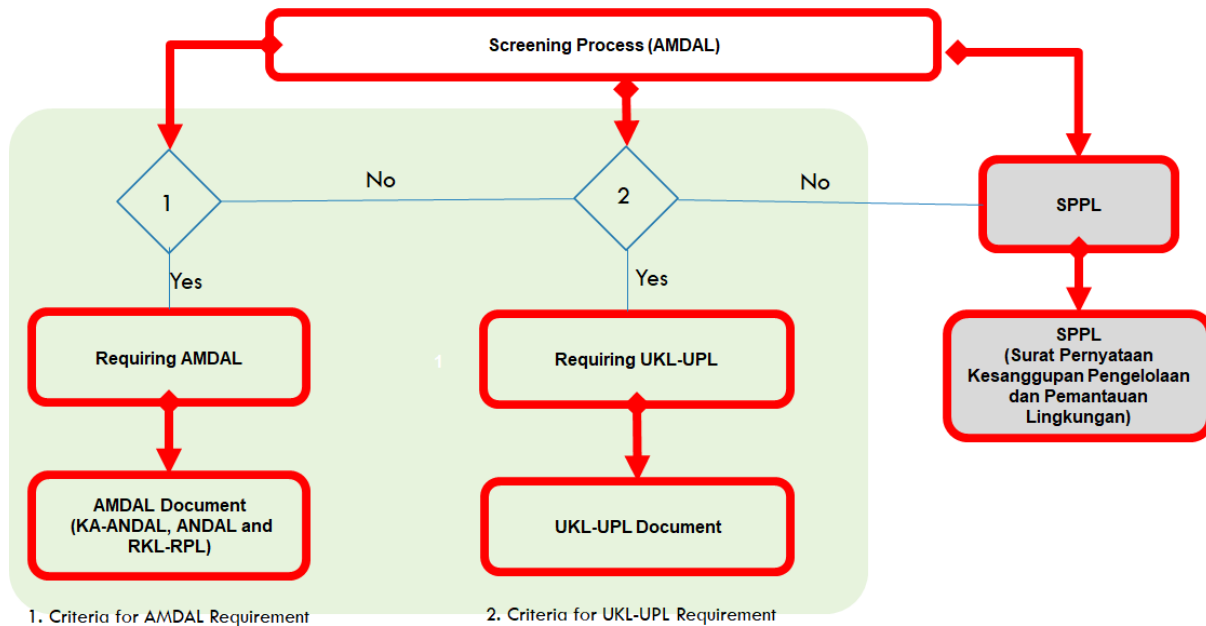 Screening Process (AMDAL)
1
No
2
No
SPPL
Yes
Yes
Requiring AMDAL
1
Requiring UKL-UPL
SPPL
(Surat Pernyataan
Kesanggupan Pengelolaan
dan Pemantauan
Lingkungan)
AMDAL Document
(KA-ANDAL, ANDAL and
RKL-RPL)
UKL-UPL Document
1. Criteria for AMDAL Requirement
2. Criteria for UKL-UPL Requirement